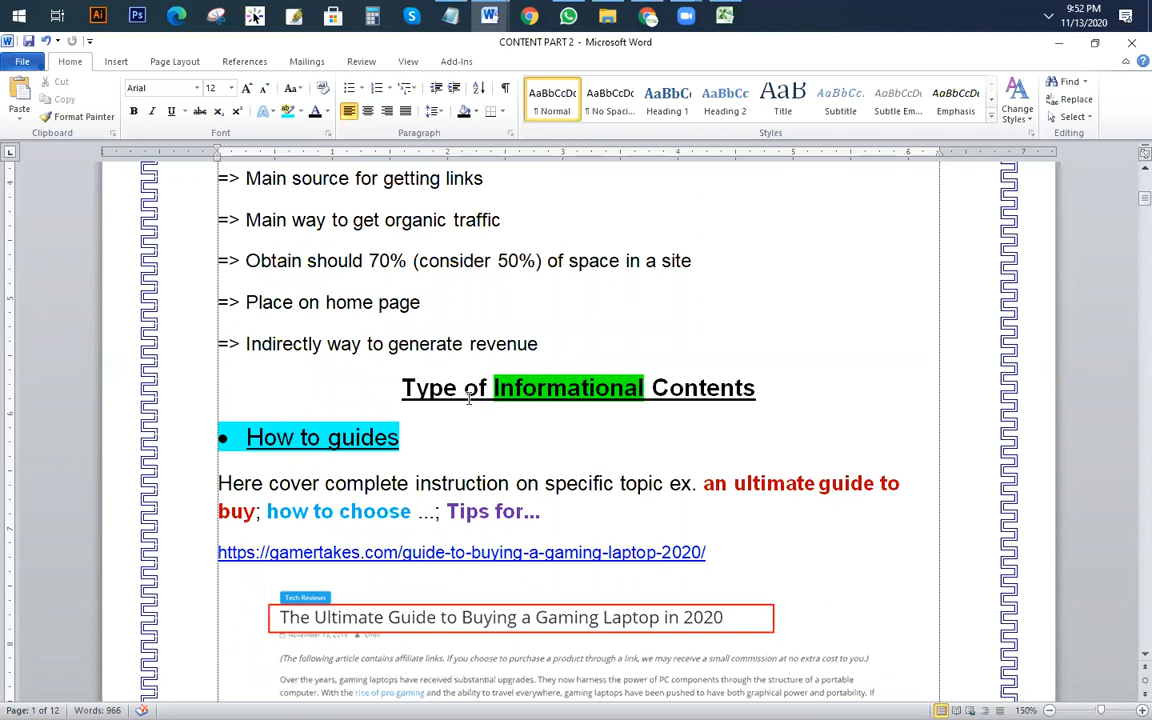 9:52 PM
11/13/2020
CONTENT PART 2 - Microsoft Word
File Home Insert Page Layout References Mailings Review View Add-Ins
Cut
Copy
Format Painter
Paste
Clipboard
Arial 12
Font
Paragraph
AaBbCcDc AaBbCcDc AaBbC AaBbCc AaB AaBbCc. AaBbCcDc AaBbCcDc
¶ Normal ¶ No Spaci... Heading 1 Heading 2 Title Subtitle Subtle Em... Emphasis
Change Styles
Styles
Find
Replace
Select
Editing
=> Main source for getting links
=> Main way to get organic traffic
=> Obtain should 70% (consider 50%) of space in a site
=> Place on home page
=> Indirectly way to generate revenue
Type of Informational Contents
• How to guides
Here cover complete instruction on specific topic ex. an ultimate guide to
buy; how to choose ...; Tips for...
https://gamertakes.com/guide-to-buying-a-gaming-laptop-2020/
Tech Reviews
The Ultimate Guide to Buying a Gaming Laptop in 2020
(The following article contains affiliate links. If you choose to purchase a product through a link, we may receive a small commission at no extra cost to you.)
Over the years, gaming laptops have received substantial upgrades. They now harness the power of PC components through the structure of a portable
computer. With the rise of pro gaming and the ability to travel everywhere, gaming laptops have been pushed to have both graphical power and portability. If
Page: 1 of 12 Words: 966 150%